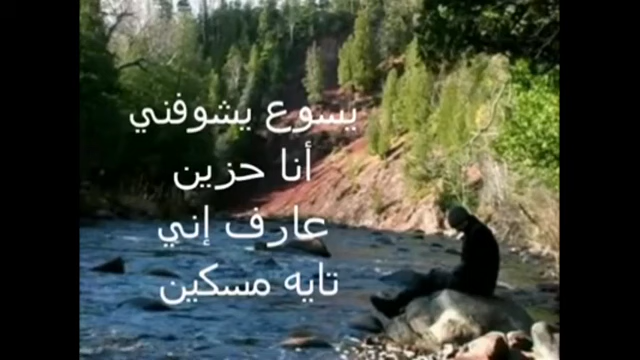 يسوع يشوفني
أنا حزين
عارف إني
تايه مسكين